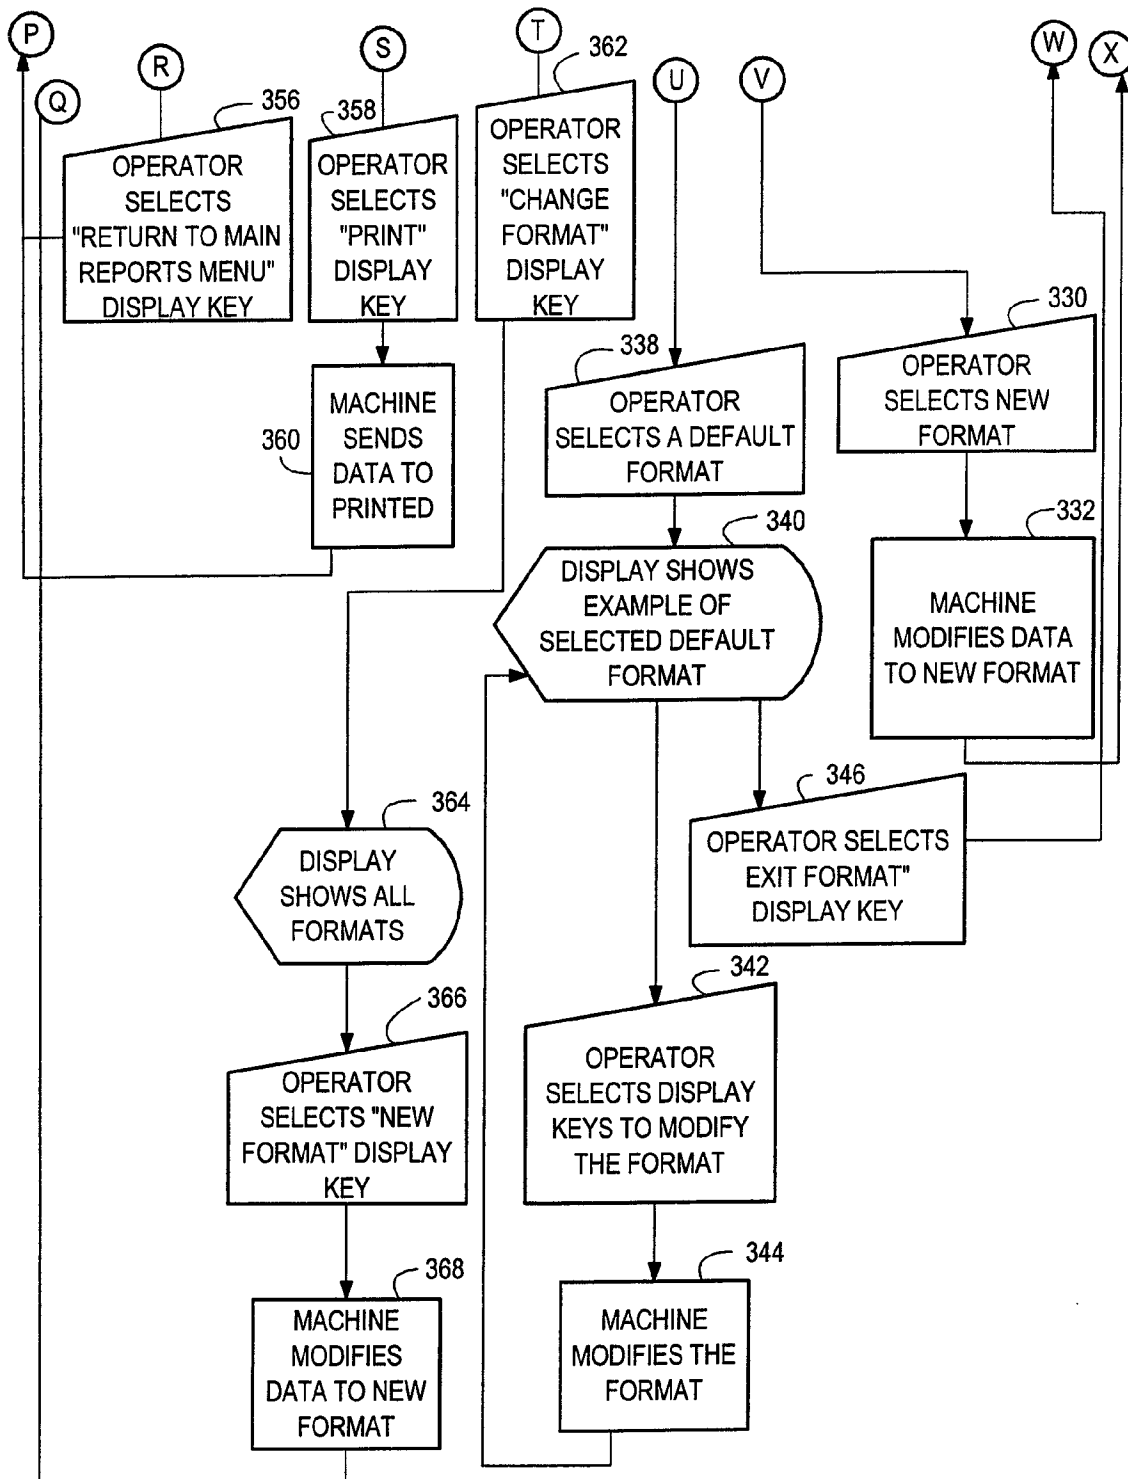 P
Q
R
S
T
U
V
W
X
356
OPERATOR
SELECTS
"RETURN TO MAIN
REPORTS MENU"
DISPLAY KEY
358
OPERATOR
SELECTS
"PRINT"
DISPLAY
KEY
362
OPERATOR
SELECTS
"CHANGE
FORMAT"
DISPLAY
KEY
360
MACHINE
SENDS
DATA TO
PRINTED
338
OPERATOR
SELECTS A DEFAULT
FORMAT
330
OPERATOR
SELECTS NEW
FORMAT
340
DISPLAY SHOWS
EXAMPLE OF
SELECTED DEFAULT
FORMAT
332
MACHINE
MODIFIES DATA
TO NEW FORMAT
346
OPERATOR SELECTS
EXIT FORMAT"
DISPLAY KEY
364
DISPLAY
SHOWS ALL
FORMATS
366
OPERATOR
SELECTS "NEW
FORMAT" DISPLAY
KEY
342
OPERATOR
SELECTS DISPLAY
KEYS TO MODIFY
THE FORMAT
368
MACHINE
MODIFIES
DATA TO NEW
FORMAT
344
MACHINE
MODIFIES THE
FORMAT